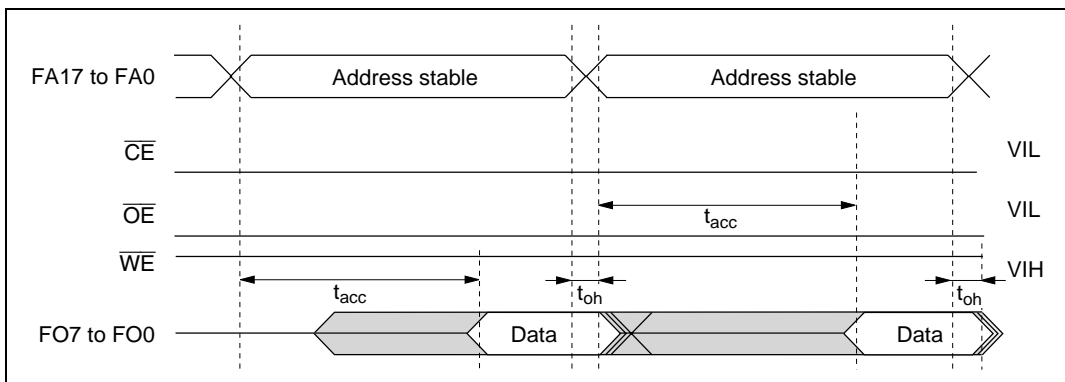 FA17 to FA0
Address stable
Address stable
CE
VIL
OE
tacc
VIL
WE
VIH
tacc
toh
toh
FO7 to FO0
Data
Data